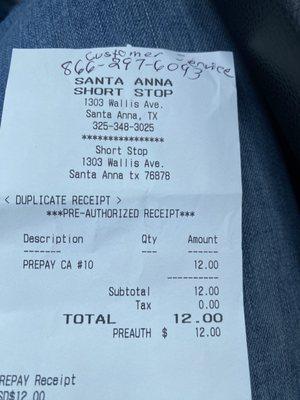 Customer Service
866-297-6093
SANTA ANNA
SHORT STOP
1303 Wallis Ave.
Santa Anna, TX
325-348-3025
****************
Short Stop
1303 Wallis Ave.
Santa Anna tx 76878
< DUPLICATE RECEIPT >
***PRE-AUTHORIZED RECEIPT***
Description Qty Amount
------- --- ------
PREPAY CA #10 12.00
----------
Subtotal 12.00
Tax 0.00
TOTAL 12.00
PREAUTH $ 12.00
REPAY Receipt
SD$12.00